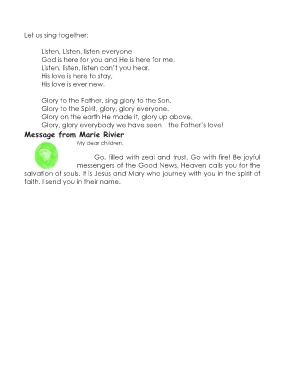 Let us sing together:
Listen, Listen, listen everyone
God is here for you and He is here for me.
Listen, listen, listen can't you hear.
His love is here to stay,
His love is ever new.
Glory to the Father, sing glory to the Son.
Glory to the Spirit, glory, glory everyone.
Glory on the earth He made it, glory up above,
Glory, glory everybody we have seen the Father's love!
Message from Marie Rivier
My dear children,
Go, filled with zeal and trust. Go with fire! Be joyful
messengers of the Good News. Heaven calls you for the
salvation of souls. It is Jesus and Mary who journey with you in the spirit of
faith. I send you in their name.